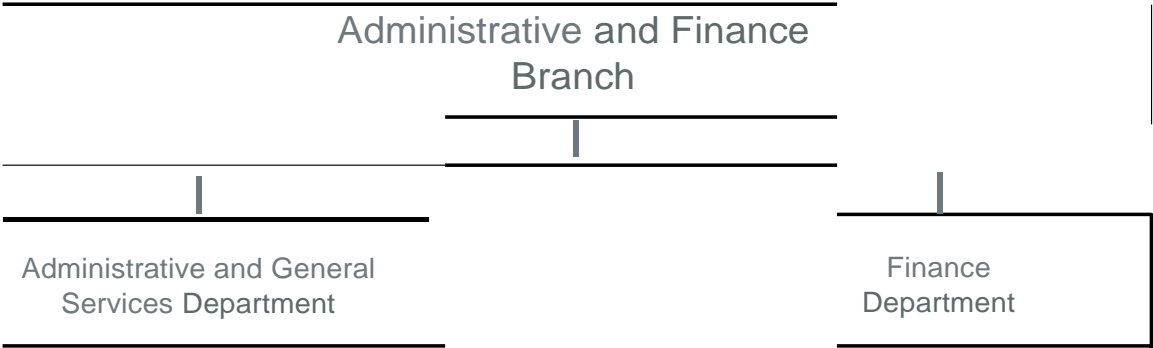 Administrative and Finance
Branch
Administrative and General
Services Department
Finance
Department